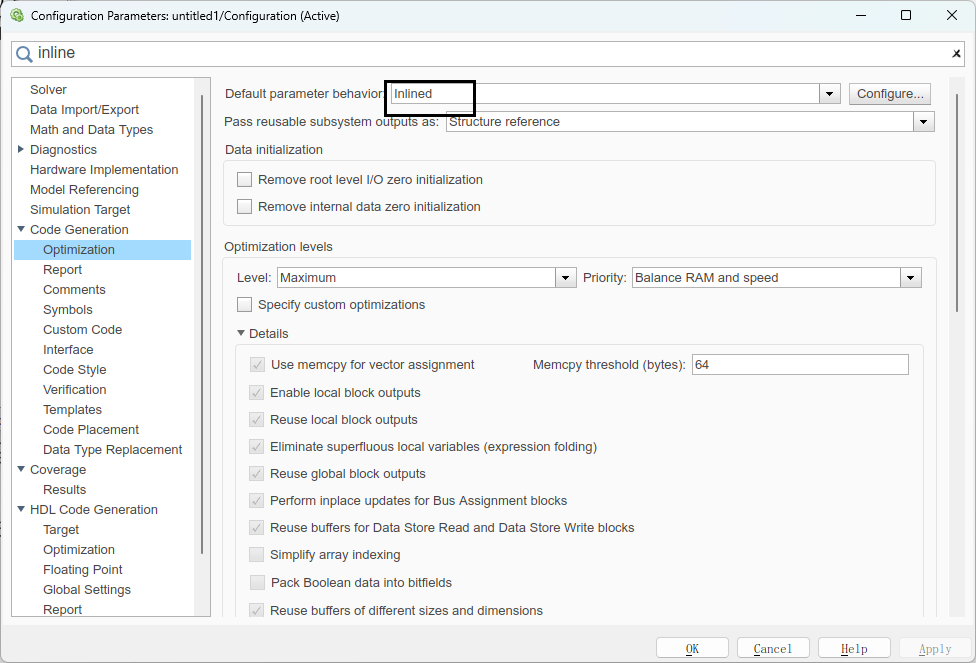 Configuration Parameters: untitled1/Configuration (Active)
inline
Solver
Data Import/Export
Math and Data Types
Diagnostics
Hardware Implementation
Model Referencing
Simulation Target
Code Generation
Optimization
Report
Comments
Symbols
Custom Code
Interface
Code Style
Verification
Templates
Code Placement
Data Type Replacement
Coverage
Results
HDL Code Generation
Target
Optimization
Floating Point
Global Settings
Report
Default parameter behavior: Inlined Configure...
Pass reusable subsystem outputs as: Structure reference
Data initialization
Remove root level I/O zero initialization
Remove internal data zero initialization
Optimization levels
Level: Maximum Priority: Balance RAM and speed
Specify custom optimizations
Details
Use memcpy for vector assignment Memcpy threshold (bytes): 64
Enable local block outputs
Reuse local block outputs
Eliminate superfluous local variables (expression folding)
Reuse global block outputs
Perform inplace updates for Bus Assignment blocks
Reuse buffers for Data Store Read and Data Store Write blocks
Simplify array indexing
Pack Boolean data into bitfields
Reuse buffers of different sizes and dimensions
OK Cancel Help Apply